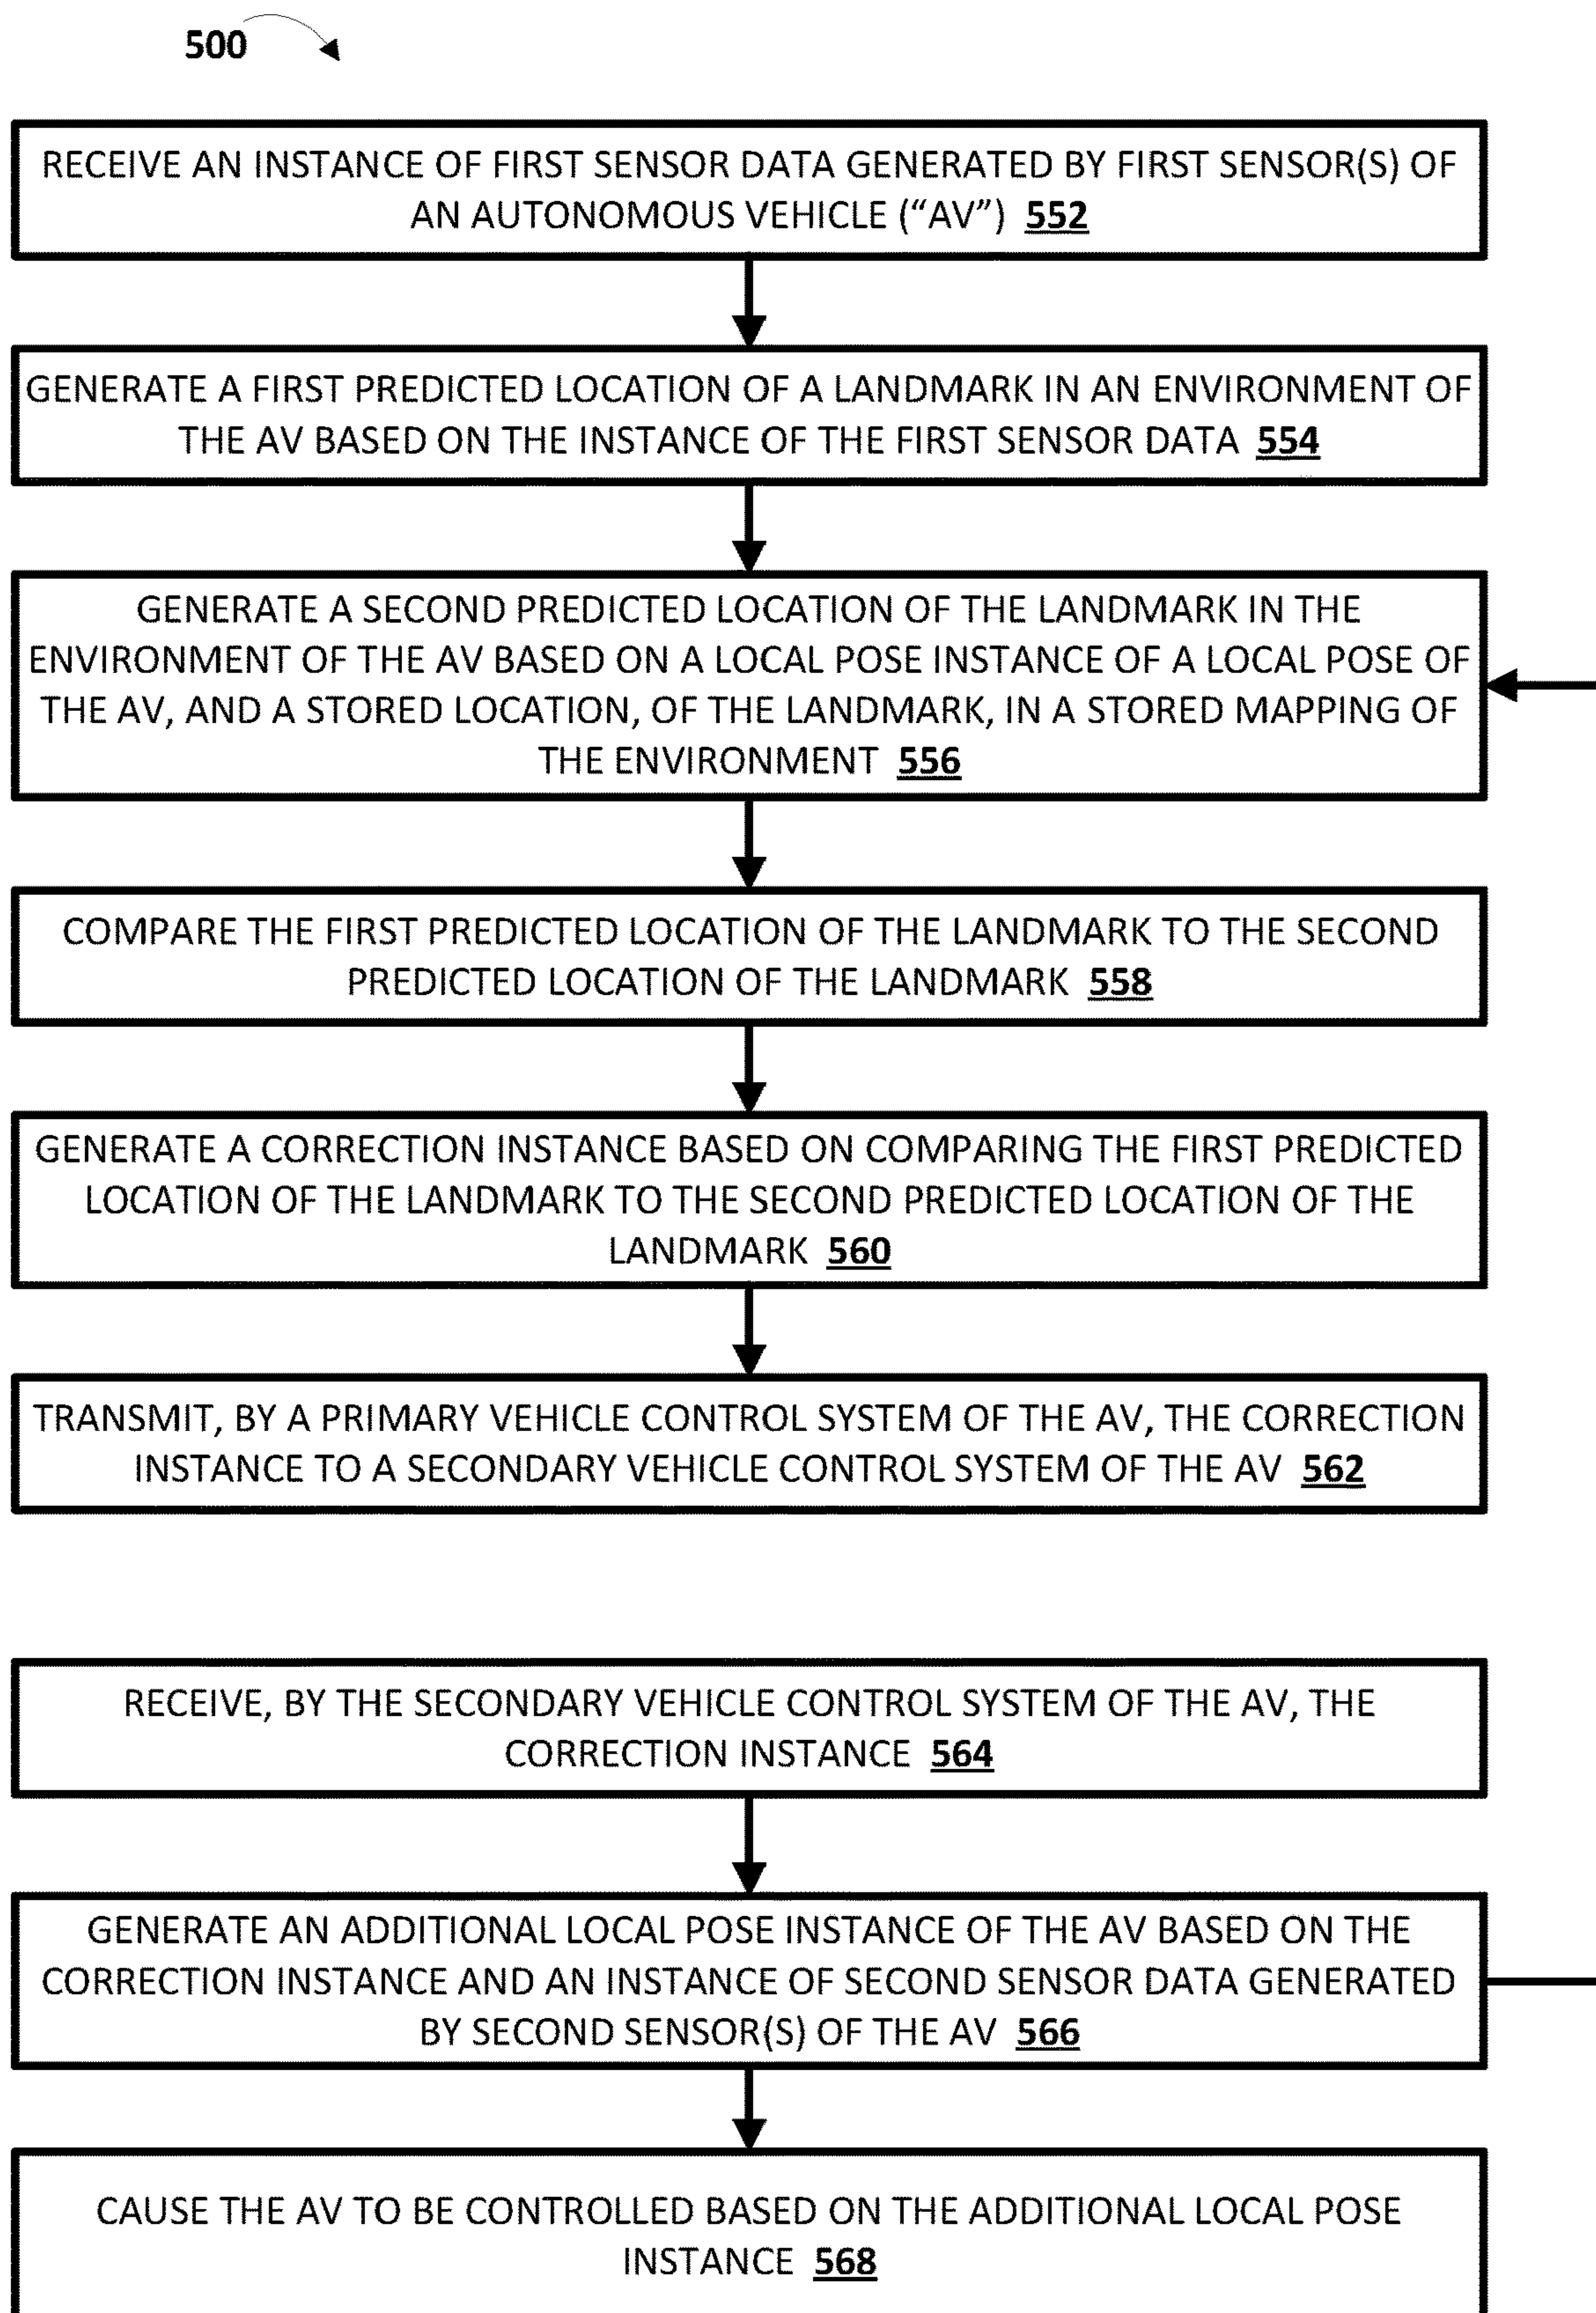 500
RECEIVE AN INSTANCE OF FIRST SENSOR DATA GENERATED BY FIRST SENSOR(S) OF
AN AUTONOMOUS VEHICLE (“AV”) 552
GENERATE A FIRST PREDICTED LOCATION OF A LANDMARK IN AN ENVIRONMENT OF
THE AV BASED ON THE INSTANCE OF THE FIRST SENSOR DATA 554
GENERATE A SECOND PREDICTED LOCATION OF THE LANDMARK IN THE
ENVIRONMENT OF THE AV BASED ON A LOCAL POSE INSTANCE OF A LOCAL POSE OF
THE AV, AND A STORED LOCATION, OF THE LANDMARK, IN A STORED MAPPING OF
THE ENVIRONMENT 556
COMPARE THE FIRST PREDICTED LOCATION OF THE LANDMARK TO THE SECOND
PREDICTED LOCATION OF THE LANDMARK 558
GENERATE A CORRECTION INSTANCE BASED ON COMPARING THE FIRST PREDICTED
LOCATION OF THE LANDMARK TO THE SECOND PREDICTED LOCATION OF THE
LANDMARK 560
TRANSMIT, BY A PRIMARY VEHICLE CONTROL SYSTEM OF THE AV, THE CORRECTION
INSTANCE TO A SECONDARY VEHICLE CONTROL SYSTEM OF THE AV 562
RECEIVE, BY THE SECONDARY VEHICLE CONTROL SYSTEM OF THE AV, THE
CORRECTION INSTANCE 564
GENERATE AN ADDITIONAL LOCAL POSE INSTANCE OF THE AV BASED ON THE
CORRECTION INSTANCE AND AN INSTANCE OF SECOND SENSOR DATA GENERATED
BY SECOND SENSOR(S) OF THE AV 566
CAUSE THE AV TO BE CONTROLLED BASED ON THE ADDITIONAL LOCAL POSE
INSTANCE 568